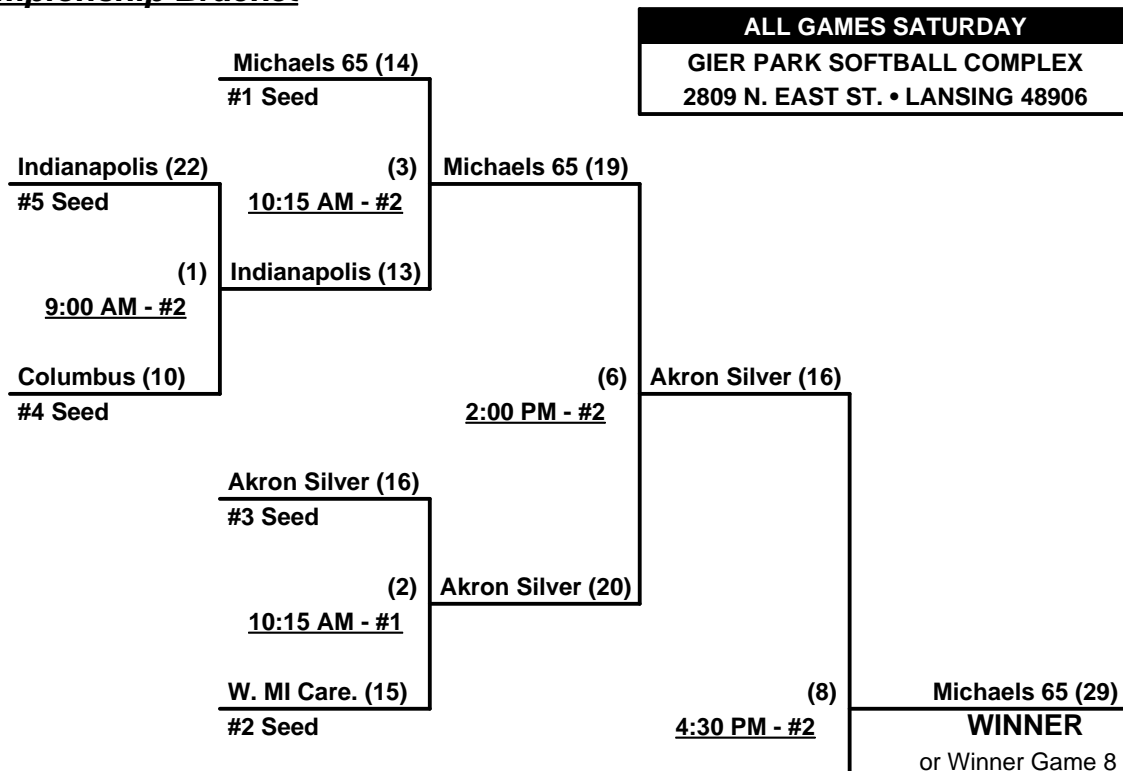 ALL GAMES SATURDAY
GIER PARK SOFTBALL COMPLEX
2809 N. EAST ST. • LANSING 48906
Michaels 65 (14)
#1 Seed
Indianapolis (22)
#5 Seed
(3)
10:15 AM - #2
Michaels 65 (19)
(1)
9:00 AM - #2
Indianapolis (13)
Columbus (10)
#4 Seed
(6)
2:00 PM - #2
Akron Silver (16)
Akron Silver (16)
#3 Seed
(2)
10:15 AM - #1
Akron Silver (20)
W. MI Care. (15)
#2 Seed
(8)
4:30 PM - #2
Michaels 65 (29)
WINNER
or Winner Game 8